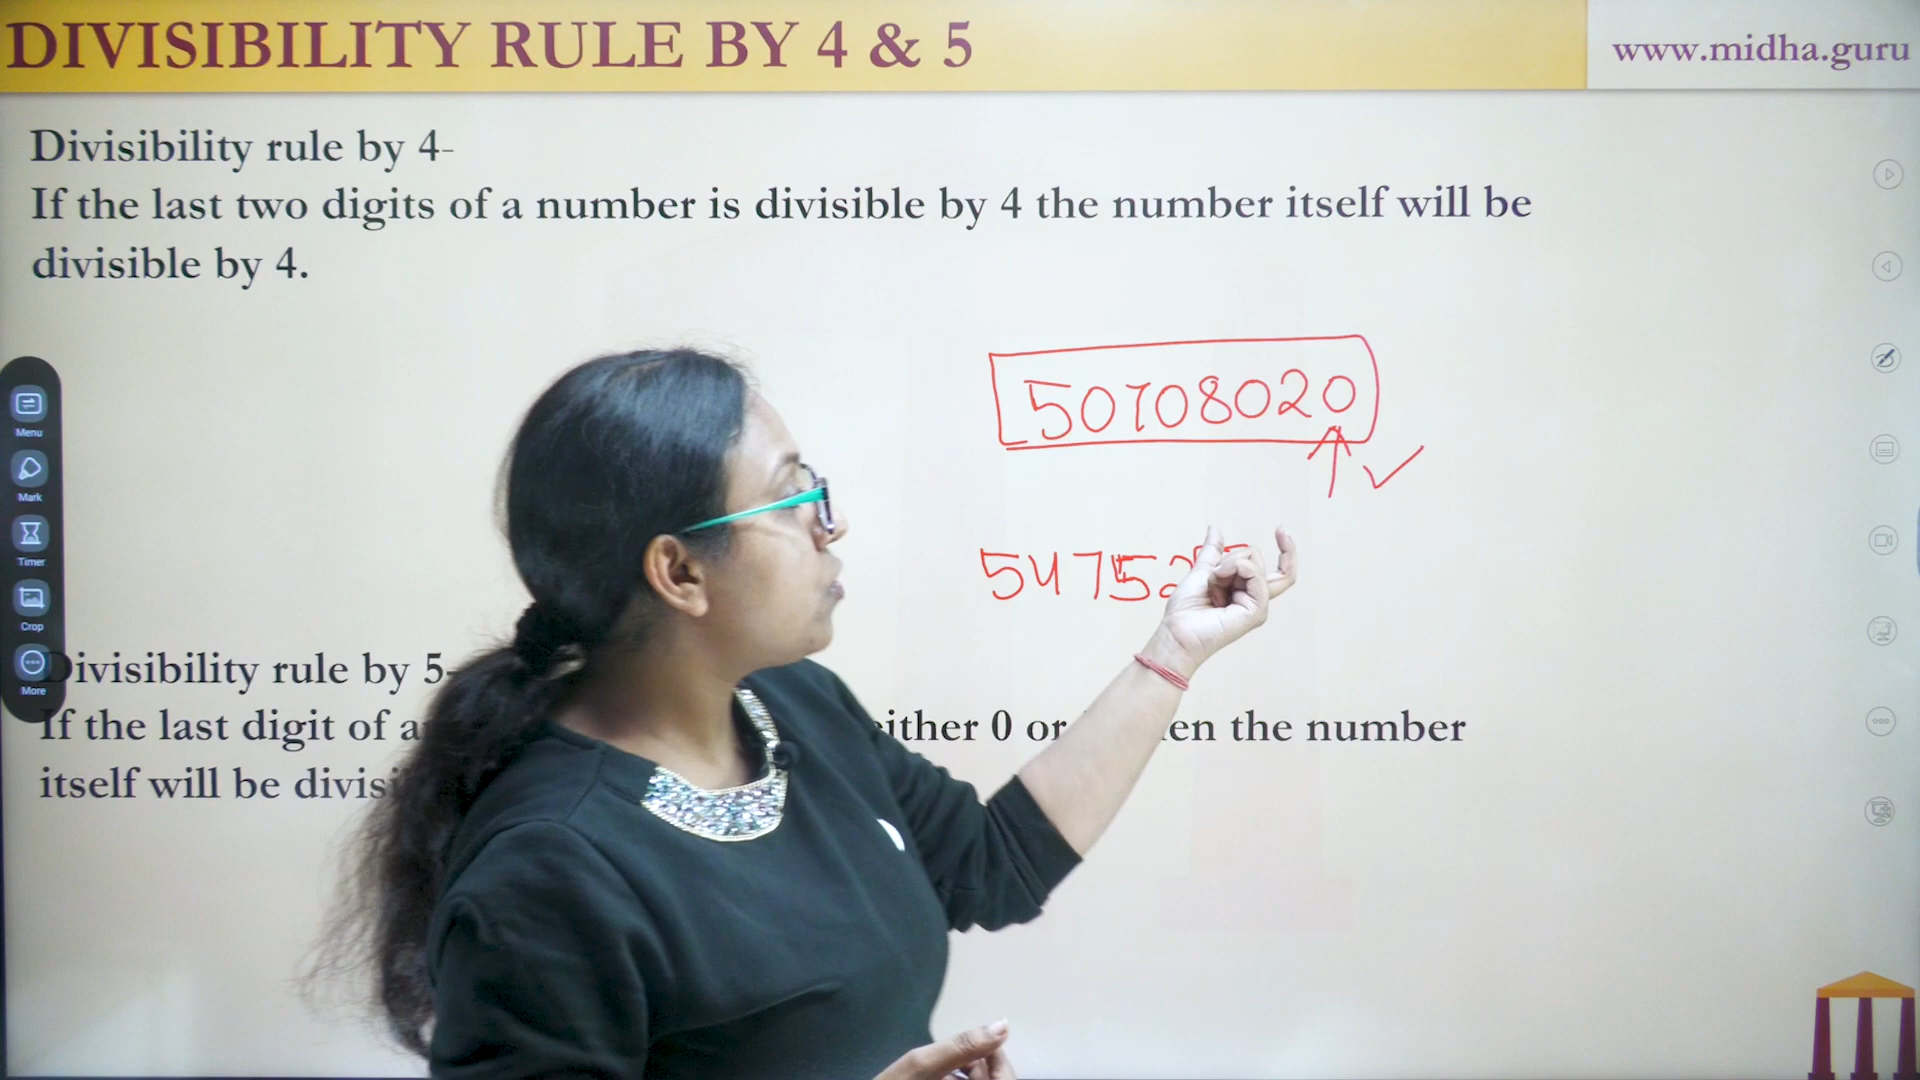 DIVISIBILITY RULE BY 4 & 5
www.midha.guru
Divisibility rule by 4-
If the last two digits of a number is divisible by 4 the number itself will be
divisible by 4.
50708020
54752
Menu
Mark
Timer
Crop
More
Divisibility rule by 5-
If the last digit of a either 0 or the number
itself will be